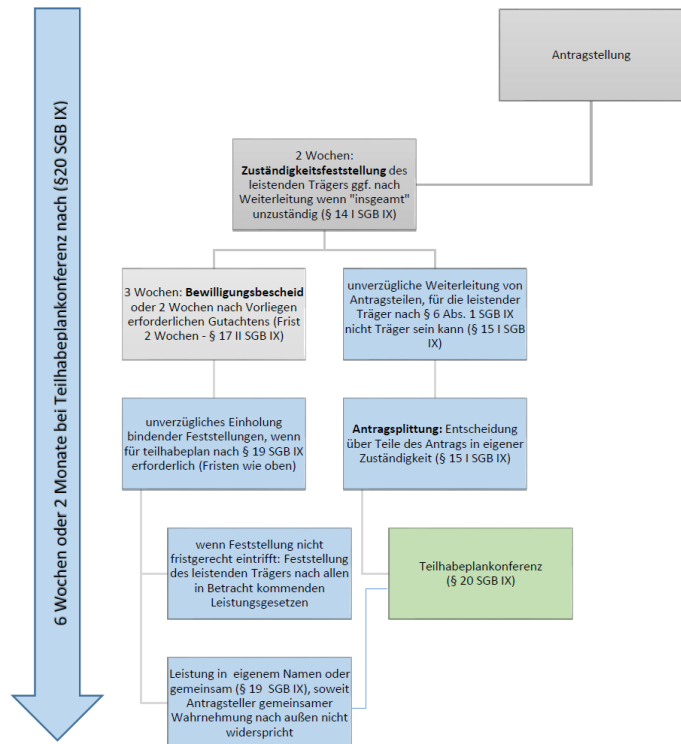 6 Wochen oder 2 Monate bei Teilhabeplankonferenz nach (§20 SGB IX)
Antragstellung
2 Wochen:
Zuständigkeitsfeststellung des
leistenden Trägers ggf. nach
Weiterleitung wenn "insgeamt"
unzuständig (§ 14 I SGB IX)
3 Wochen: Bewilligungsbescheid
oder 2 Wochen nach Vorliegen
erforderlichen Gutachtens (Frist
2 Wochen - § 17 II SGB IX)
unverzügliche Weiterleitung von
Antragsteilen, für die leistender
Träger nach § 6 Abs. 1 SGB IX
nicht Träger sein kann (§ 15 I SGB
IX)
unverzügliches Einholung
bindender Feststellungen, wenn
für teilhabeplan nach § 19 SGB IX
erforderlich (Fristen wie oben)
Antragsplittung: Entscheidung
über Teile des Antrags in eigener
Zuständigkeit (§ 15 I SGB IX)
wenn Feststellung nicht
fristgerecht eintrifft: Feststellung
des leistenden Trägers nach allen
in Betracht kommenden
Leistungsgesetzen
Teilhabeplankonferenz
(§ 20 SGB IX)
Leistung in eigenem Namen oder
gemeinsam (§ 19 SGB IX), soweit
Antragsteller gemeinsamer
Wahrnehmung nach außen nicht
widerspricht